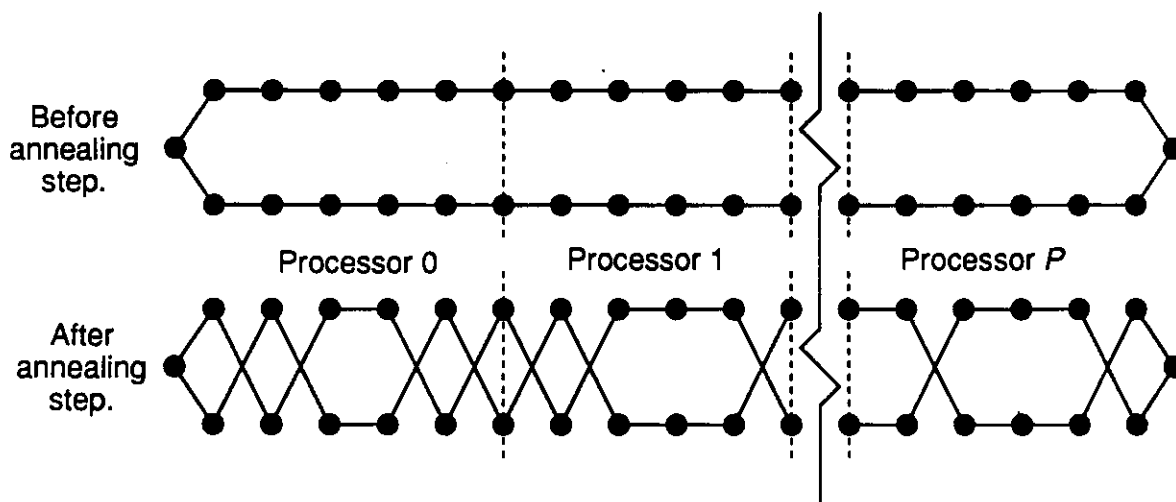 Before
annealing
step.
Processor 0 Processor 1 Processor P
After
annealing
step.